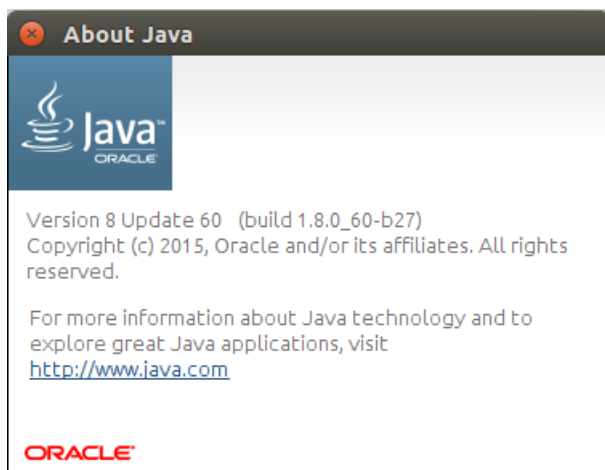 About Java
Java™
ORACLE
Version 8 Update 60 (build 1.8.0_60-b27)
Copyright (c) 2015, Oracle and/or its affiliates. All rights
reserved.
For more information about Java technology and to
explore great Java applications, visit
http://www.java.com
ORACLE®